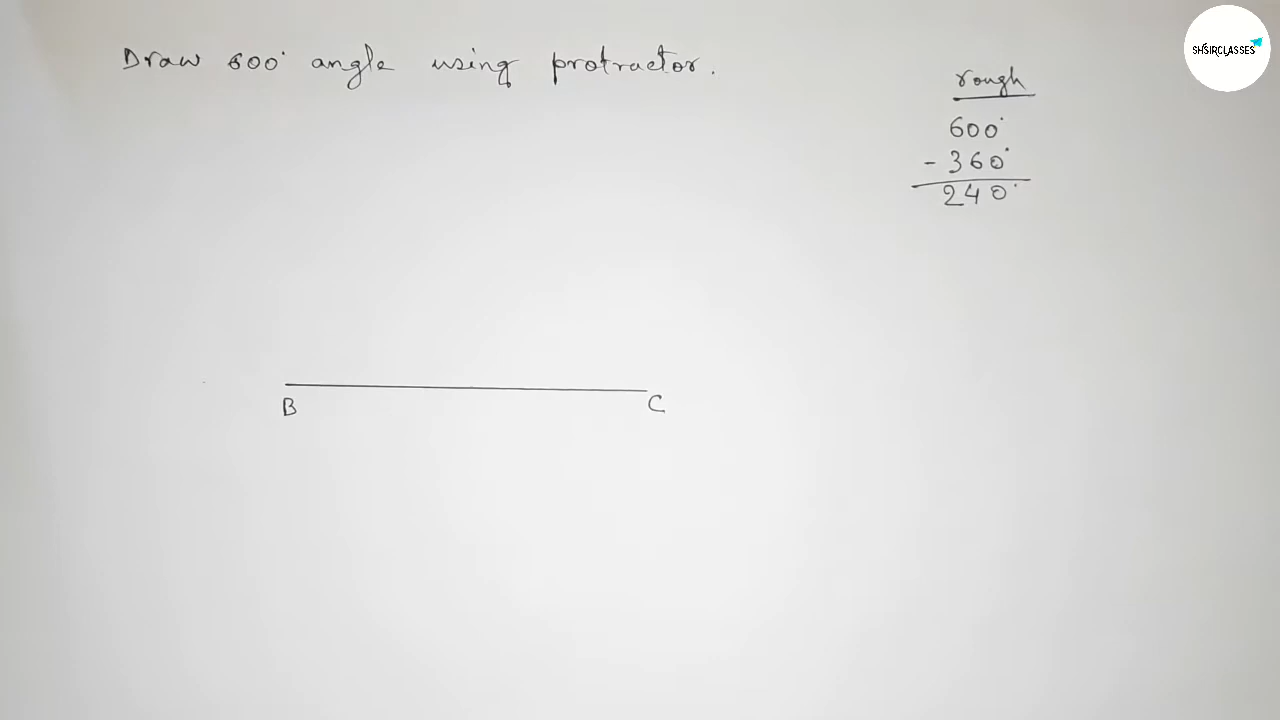 Draw 600° angle using protractor.
SHSIRCLASSES
rough
600°
- 360°
240°
B
C